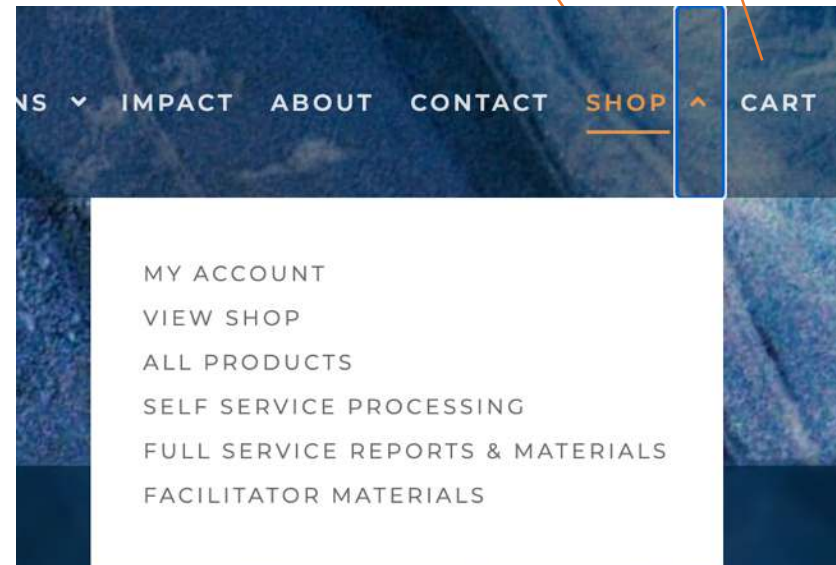 NS IMPACT ABOUT CONTACT SHOP CART
MY ACCOUNT
VIEW SHOP
ALL PRODUCTS
SELF SERVICE PROCESSING
FULL SERVICE REPORTS & MATERIALS
FACILITATOR MATERIALS